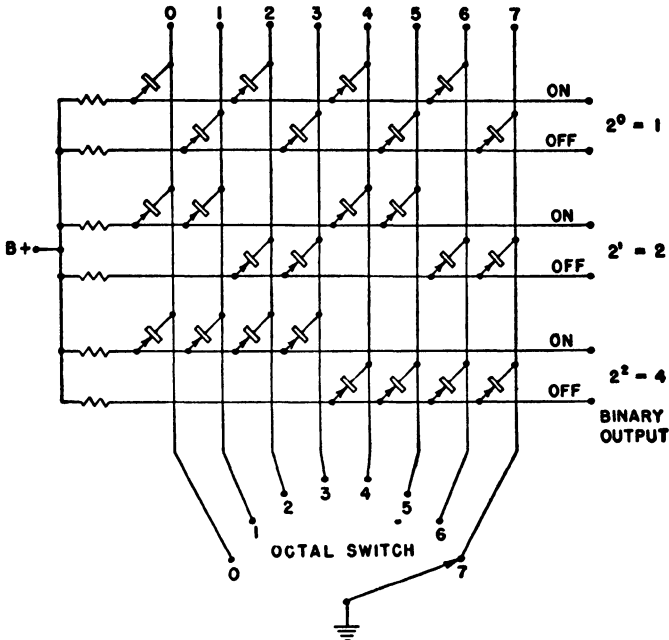 0 1 2 3 4 5 6 7
ON
2⁰ = 1
OFF
ON
B+
2¹ = 2
OFF
ON
2² = 4
OFF
BINARY
OUTPUT
3 4
2 5
1 6
OCTAL SWITCH
0 7